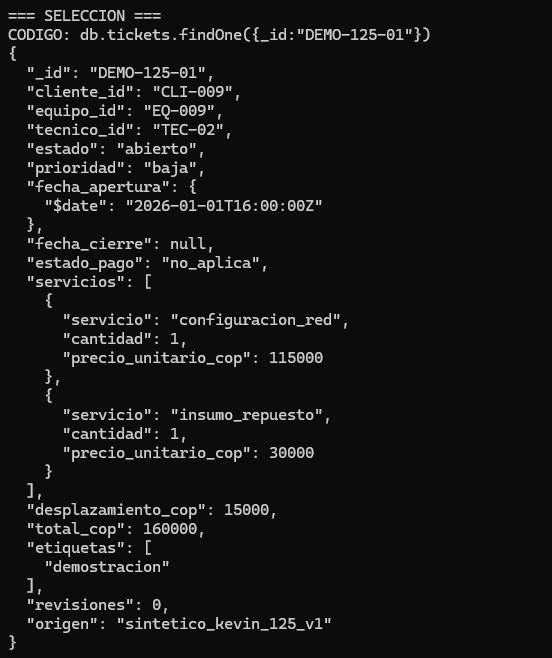 === SELECCION ===
CODIGO: db.tickets.findOne({_id:"DEMO-125-01"})
{
  "_id": "DEMO-125-01",
  "cliente_id": "CLI-009",
  "equipo_id": "EQ-009",
  "tecnico_id": "TEC-02",
  "estado": "abierto",
  "prioridad": "baja",
  "fecha_apertura": {
    "$date": "2026-01-01T16:00:00Z"
  },
  "fecha_cierre": null,
  "estado_pago": "no_aplica",
  "servicios": [
    {
      "servicio": "configuracion_red",
      "cantidad": 1,
      "precio_unitario_cop": 115000
    },
    {
      "servicio": "insumo_repuesto",
      "cantidad": 1,
      "precio_unitario_cop": 30000
    }
  ],
  "desplazamiento_cop": 15000,
  "total_cop": 160000,
  "etiquetas": [
    "demostracion"
  ],
  "revisiones": 0,
  "origen": "sintetico_kevin_125_v1"
}